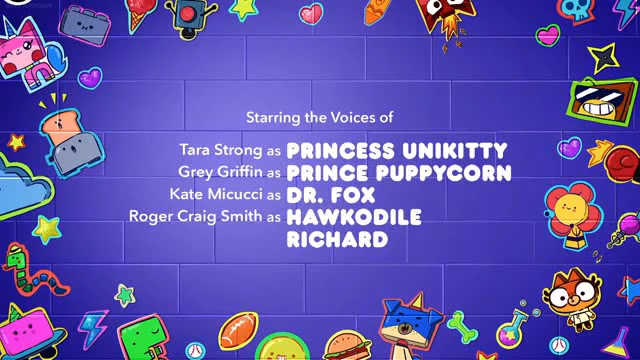 Starring the Voices of
Tara Strong as PRINCESS UNIKITTY
Grey Griffin as PRINCE PUPPYCORN
Kate Micucci as DR. FOX
Roger Craig Smith as HAWKODILE
RICHARD